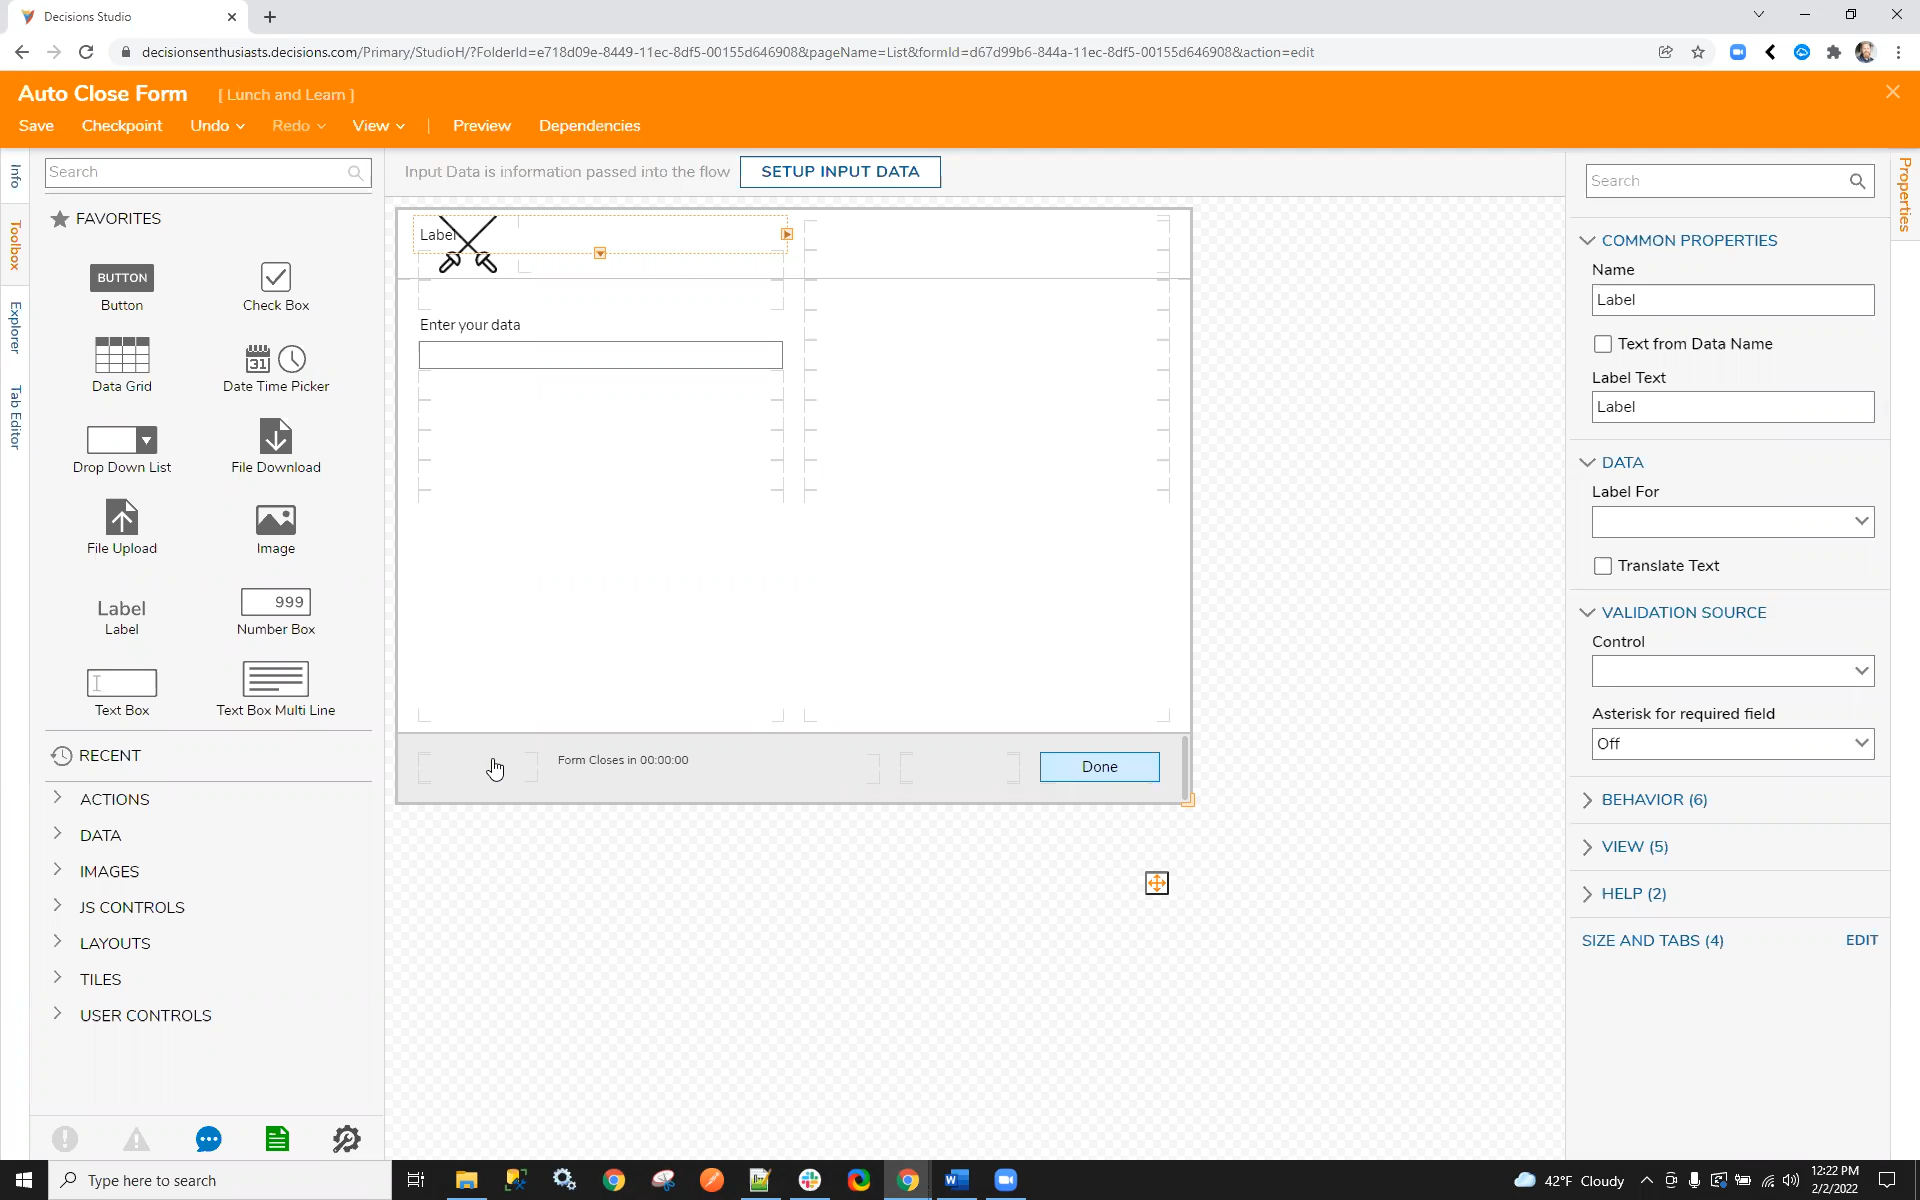 Decisions Studio
decisionsenthusiasts.decisions.com/Primary/StudioH/?FolderId=e718d09e-8449-11ec-8df5-00155d646908&pageName=List&formId=d67d99b6-844a-11ec-8df5-00155d646908&action=edit
Auto Close Form [ Lunch and Learn ]
Save Checkpoint Undo Redo View | Preview Dependencies
Info
Toolbox
Explorer
Tab Editor
Search
FAVORITES
BUTTON
Button Check Box
Data Grid
31
Date Time Picker
Drop Down List File Download
File Upload Image
Label 999
Label Number Box
Text Box Text Box Multi Line
RECENT
ACTIONS
DATA
IMAGES
JS CONTROLS
LAYOUTS
TILES
USER CONTROLS
Input Data is information passed into the flow SETUP INPUT DATA
Label
Enter your data
Form Closes in 00:00:00
Done
Search
Properties
COMMON PROPERTIES
Name
Label
Text from Data Name
Label Text
Label
DATA
Label For
Translate Text
VALIDATION SOURCE
Control
Asterisk for required field
Off
BEHAVIOR (6)
VIEW (5)
HELP (2)
SIZE AND TABS (4) EDIT
Type here to search
42°F Cloudy
12:22 PM
2/2/2022